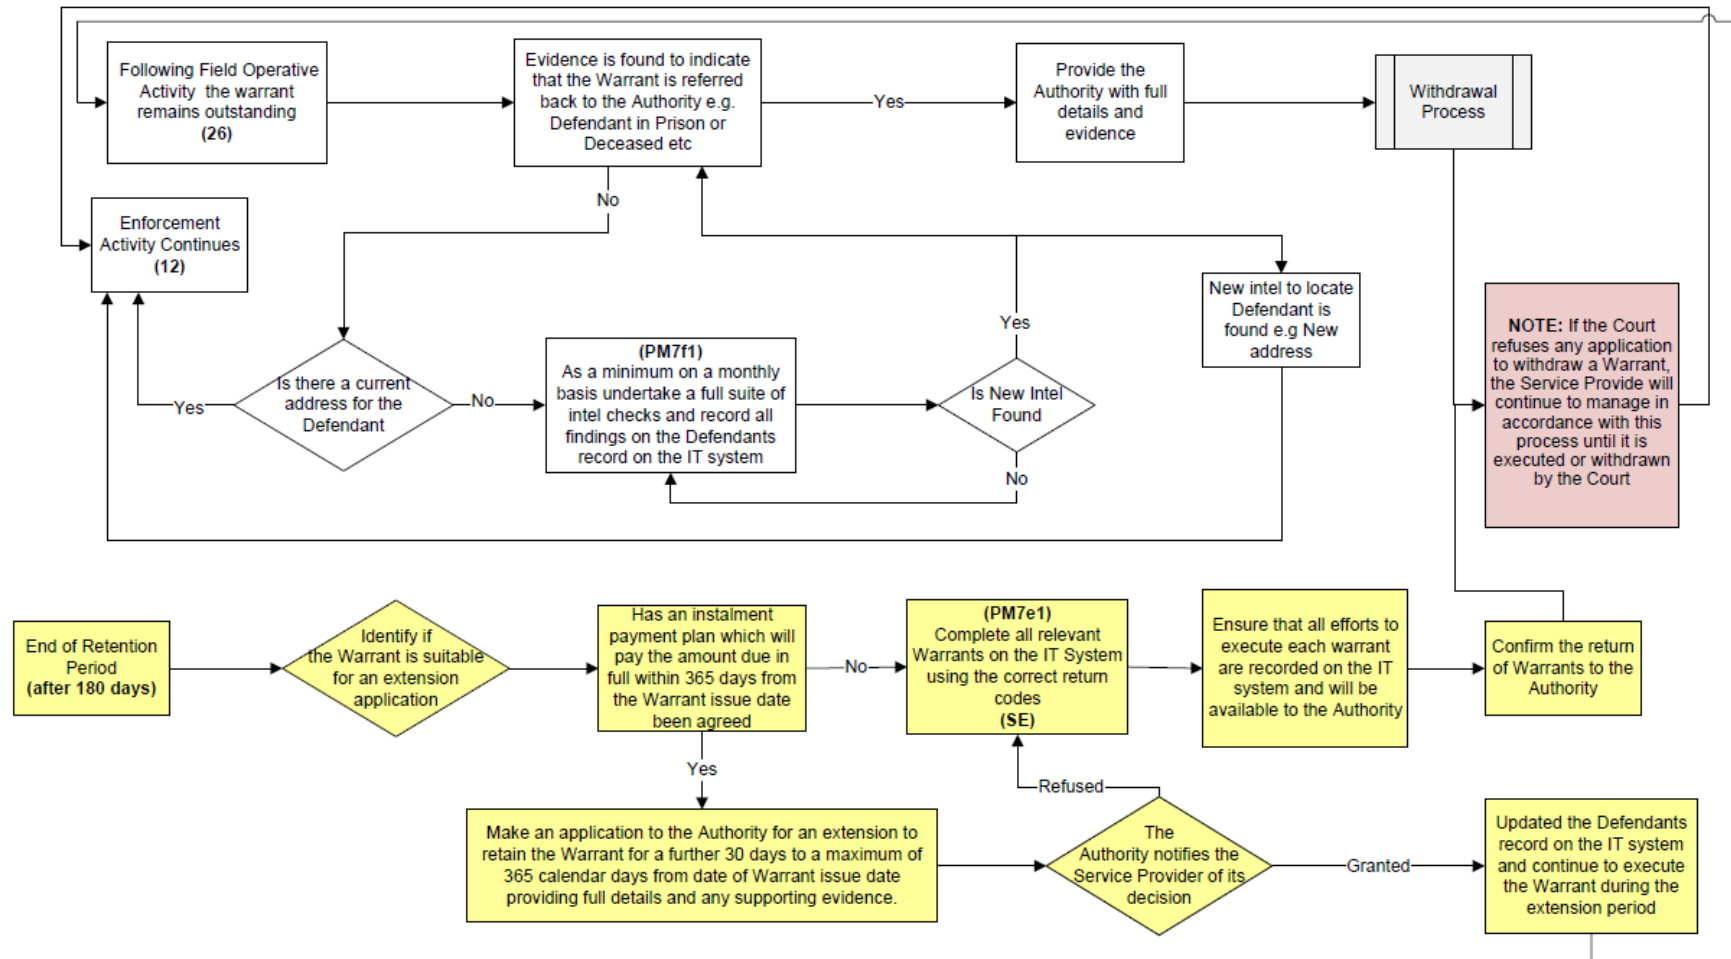 Following Field Operative
Activity the warrant
remains outstanding
(26)
Evidence is found to indicate
that the Warrant is referred
back to the Authority e.g.
Defendant in Prison or
Deceased etc
Yes
Provide the
Authority with full
details and
evidence
Withdrawal
Process
No
Enforcement
Activity Continues
(12)
New intel to locate
Defendant is
found e.g New
address
Yes
NOTE: If the Court
refuses any application
to withdraw a Warrant,
the Service Provide will
continue to manage in
accordance with this
process until it is
executed or withdrawn
by the Court
Is there a current
address for the
Defendant
Yes
No
(PM7f1)
As a minimum on a monthly
basis undertake a full suite of
intel checks and record all
findings on the Defendants
record on the IT system
Is New Intel
Found
No
End of Retention
Period
(after 180 days)
Identify if
the Warrant is suitable
for an extension
application
Has an instalment
payment plan which will
pay the amount due in
full within 365 days from
the Warrant issue date
been agreed
No
(PM7e1)
Complete all relevant
Warrants on the IT System
using the correct return
codes
(SE)
Ensure that all efforts to
execute each warrant
are recorded on the IT
system and will be
available to the Authority
Confirm the return
of Warrants to the
Authority
Yes
Refused
Make an application to the Authority for an extension to
retain the Warrant for a further 30 days to a maximum of
365 calendar days from date of Warrant issue date
providing full details and any supporting evidence.
The
Authority notifies the
Service Provider of its
decision
Granted
Updated the Defendants
record on the IT system
and continue to execute
the Warrant during the
extension period